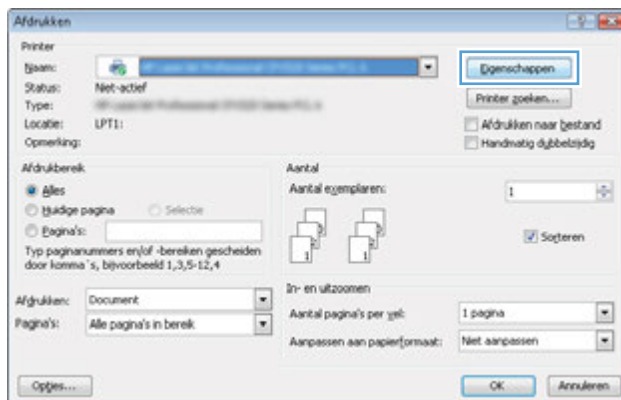 Afdrukken
Printer
Naam:
Eigenschappen
Status: Niet-actief
Printer zoeken...
Type:
Locatie: LPT1:
Afdrukken naar bestand
Opmerking:
Handmatig dubbelzijdig
Afdrukbereik
Alles
Huidige pagina Selectie
Pagina's:
Typ paginanummers en/of -bereiken gescheiden
door komma´s, bijvoorbeeld 1,3,5-12,4
Aantal
Aantal exemplaren: 1
Sorteren
Afdrukken: Document
Pagina's: Alle pagina's in bereik
In- en uitzoomen
Aantal pagina's per vel: 1 pagina
Aanpassen aan papierformaat: Niet aanpassen
Opties...
OK
Annuleren